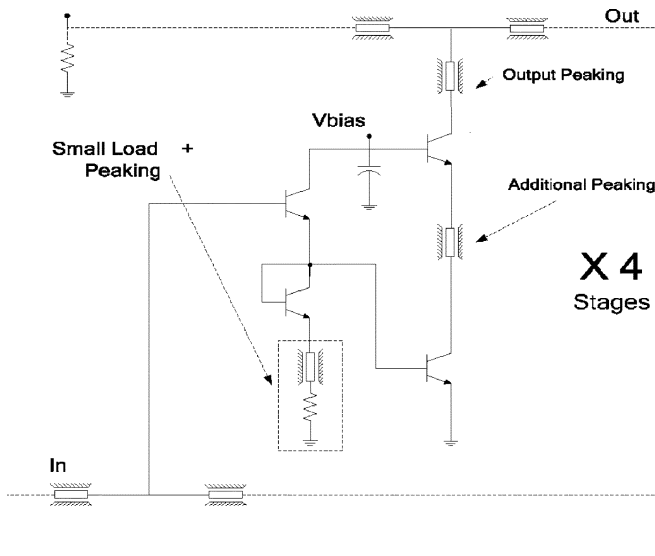 Out
Output Peaking
Vbias
Small Load +
Peaking
Additional Peaking
X 4
Stages
In